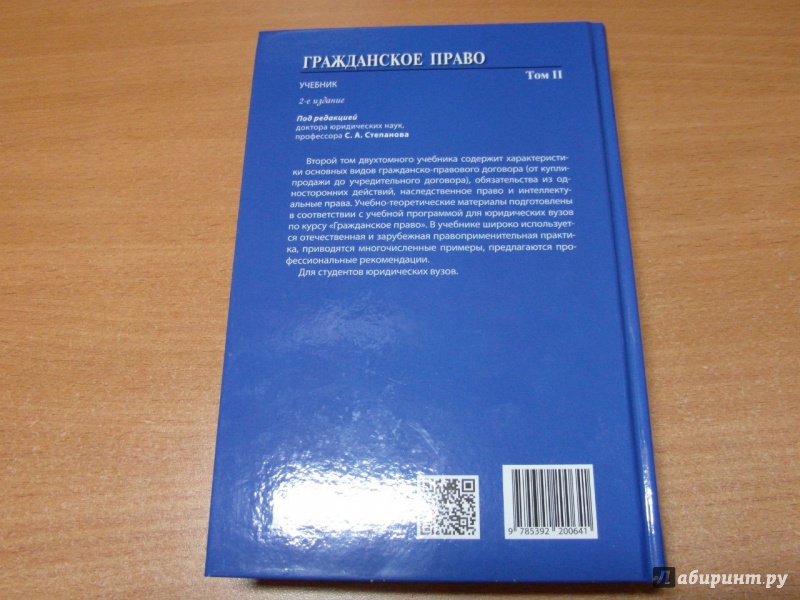 ГРАЖДАНСКОЕ ПРАВО
Том II
УЧЕБНИК
2-е издание
Под редакцией
доктора юридических наук,
профессора С. А. Степанова
Второй том двухтомного учебника содержит характеристи-
ки основных видов гражданско-правового договора (от купли-
продажи до учредительного договора), обязательства из од-
носторонних действий, наследственное право и интеллекту-
альные права. Учебно-теоретические материалы подготовлены
в соответствии с учебной программой для юридических вузов
по курсу «Гражданское право». В учебнике широко используют-
ся отечественная и зарубежная правоприменительная практи-
ка, приводятся многочисленные примеры, предлагаются про-
фессиональные рекомендации.
Для студентов юридических вузов.
9 785392 200641
Лабиринт.ру